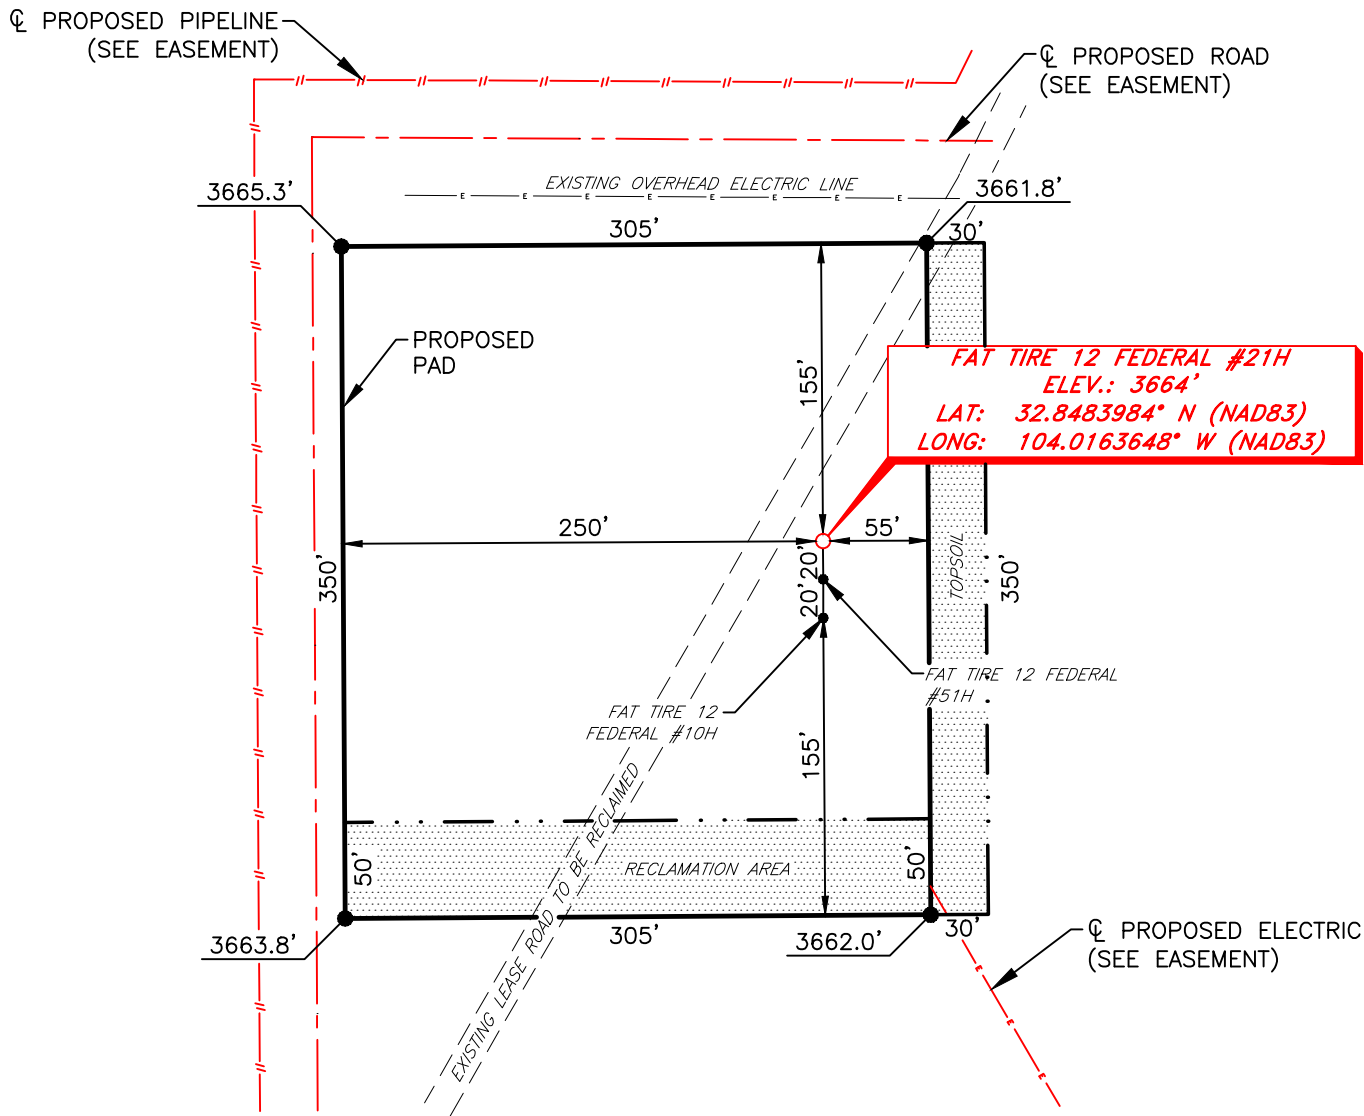 ℄ PROPOSED PIPELINE
(SEE EASEMENT)
℄ PROPOSED ROAD
(SEE EASEMENT)
EXISTING OVERHEAD ELECTRIC LINE
E E E E E E E E
3665.3'
3661.8'
305'
30'
PROPOSED
PAD
155'
FAT TIRE 12 FEDERAL #21H
ELEV.: 3664'
LAT: 32.8483984° N (NAD83)
LONG: 104.0163648° W (NAD83)
250'
55'
350'
20'
20'
TOPSOIL
350'
FAT TIRE 12 FEDERAL
#51H
FAT TIRE 12
FEDERAL #10H
155'
EXISTING LEASE ROAD TO BE RECLAIMED
50'
RECLAMATION AREA
50'
3663.8'
305'
3662.0'
30'
℄ PROPOSED ELECTRIC
(SEE EASEMENT)
E
E
E